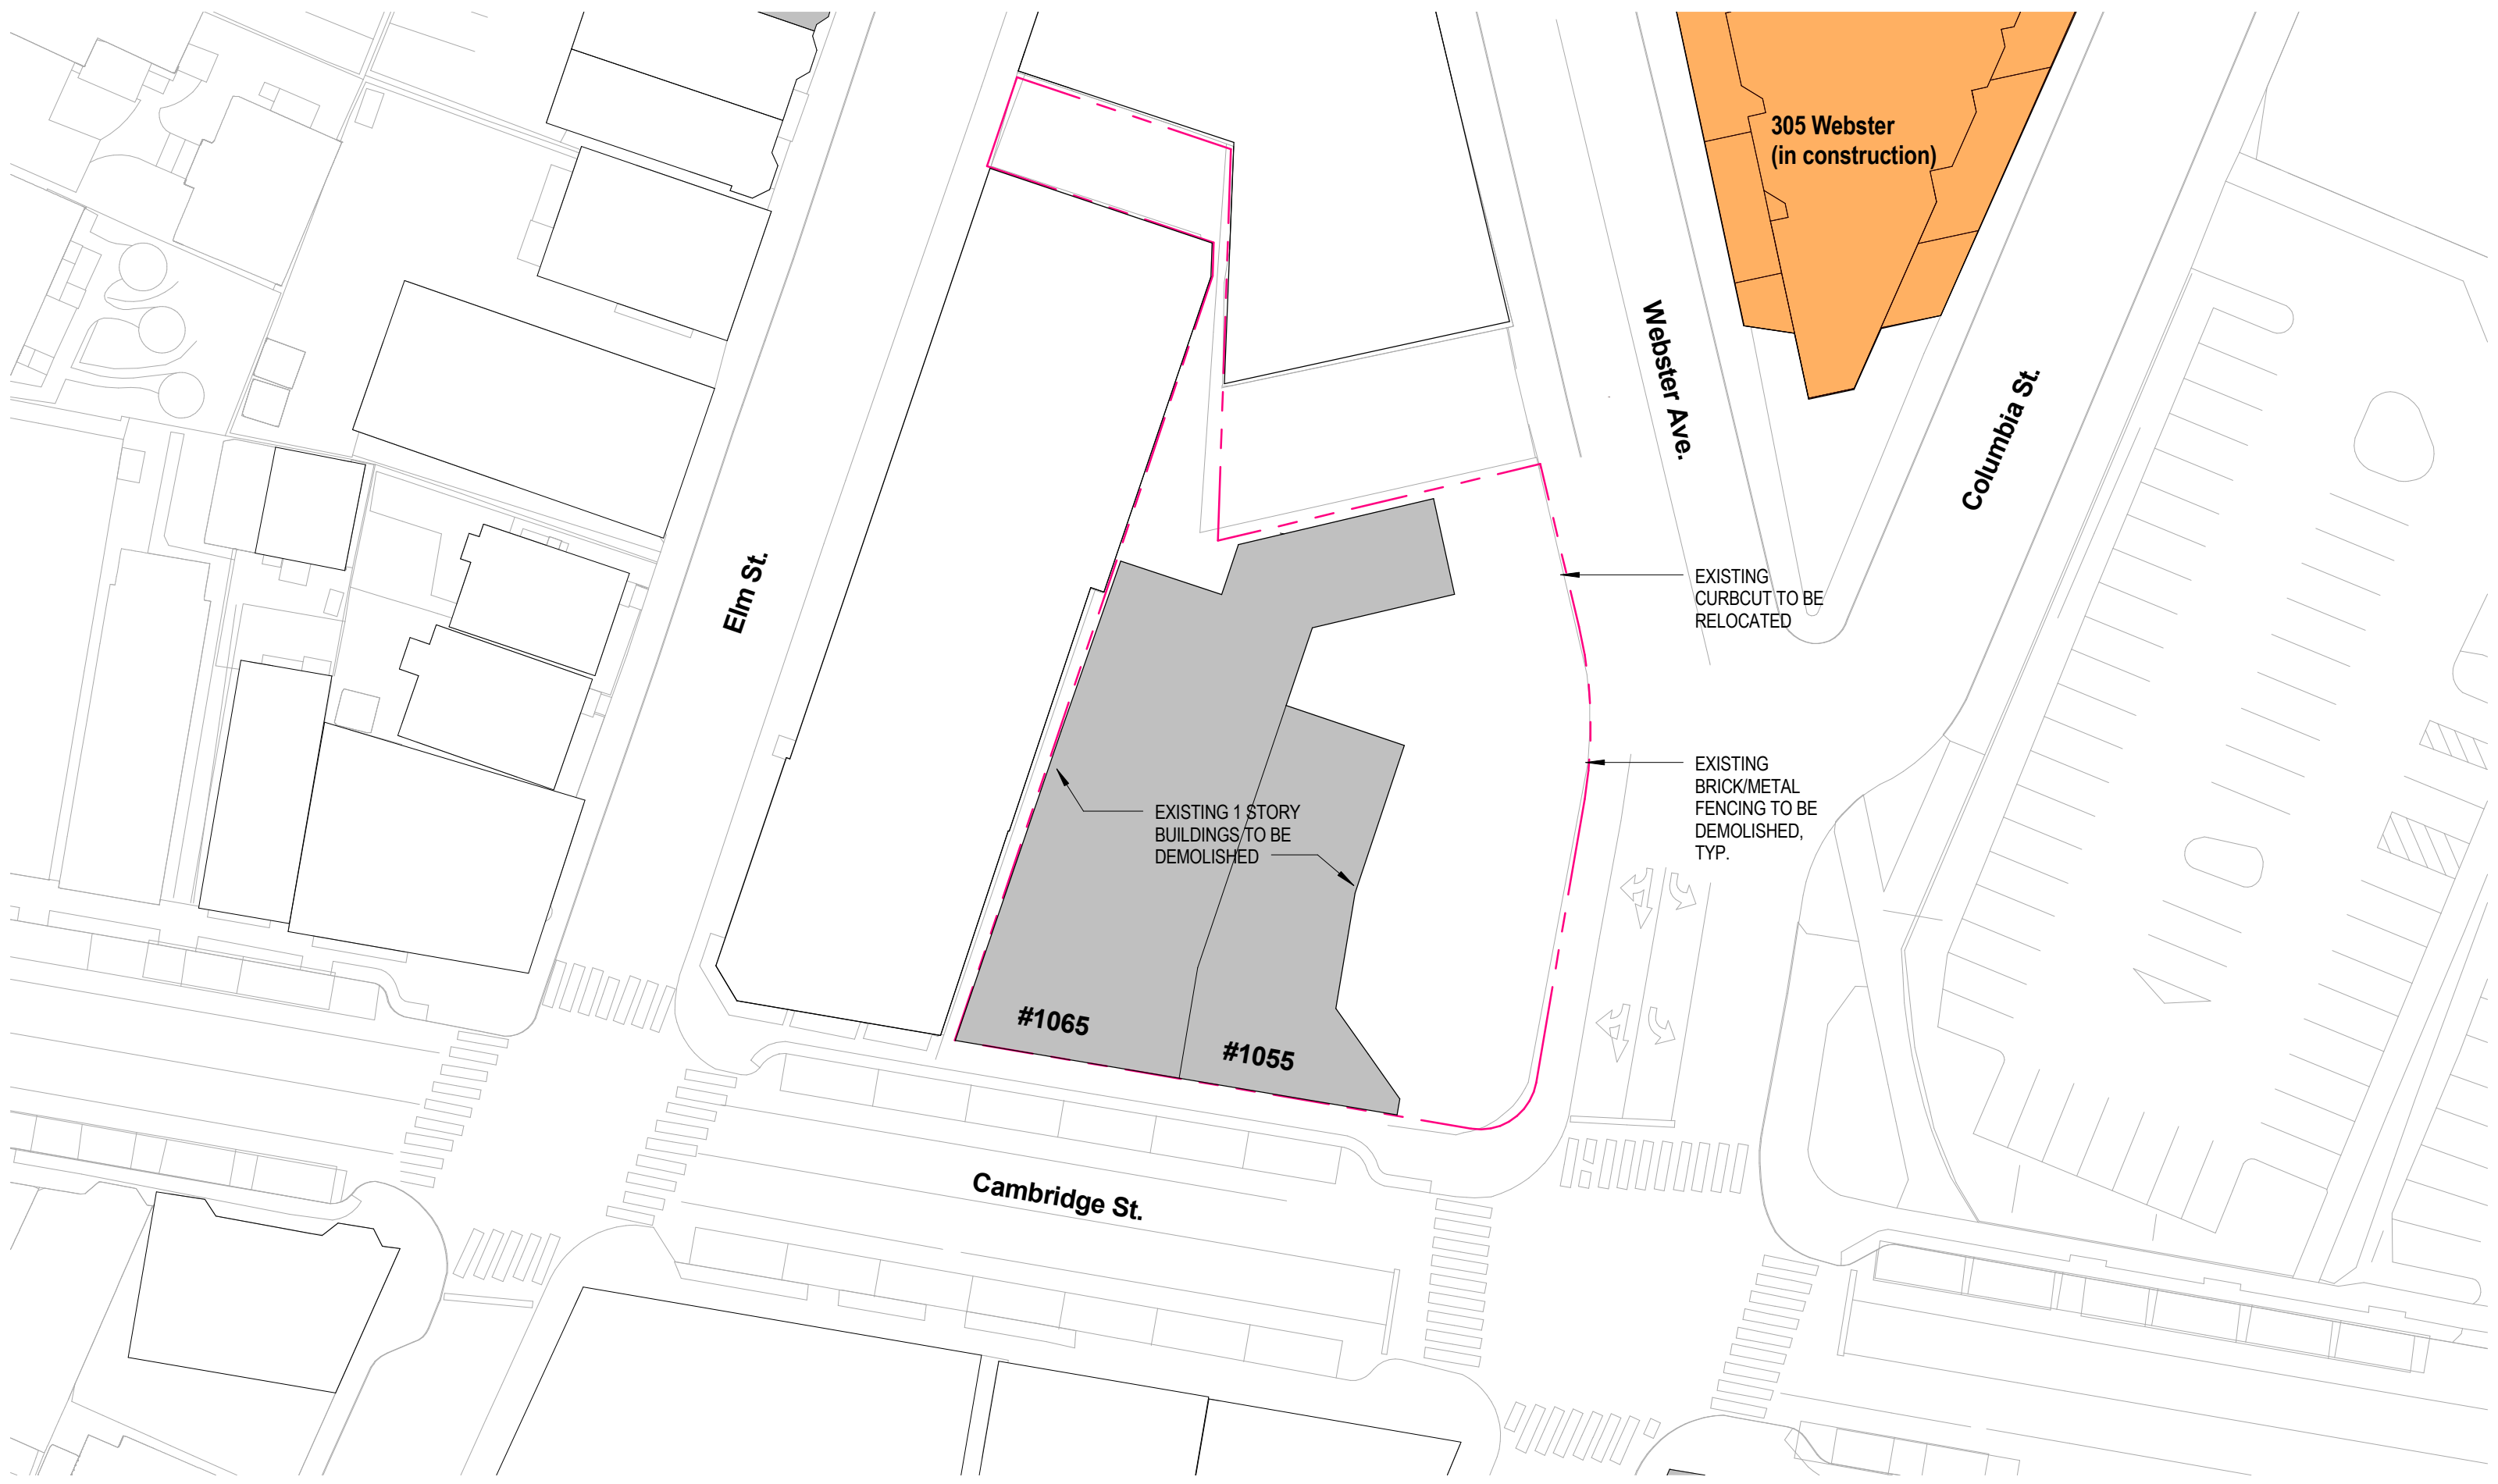 305 Webster
(in construction)
Webster Ave.
Columbia St.
Elm St.
EXISTING
CURBCUT TO BE
RELOCATED
EXISTING
BRICK/METAL
FENCING TO BE
DEMOLISHED,
TYP.
EXISTING 1 STORY
BUILDINGS TO BE
DEMOLISHED
#1065
#1055
Cambridge St.